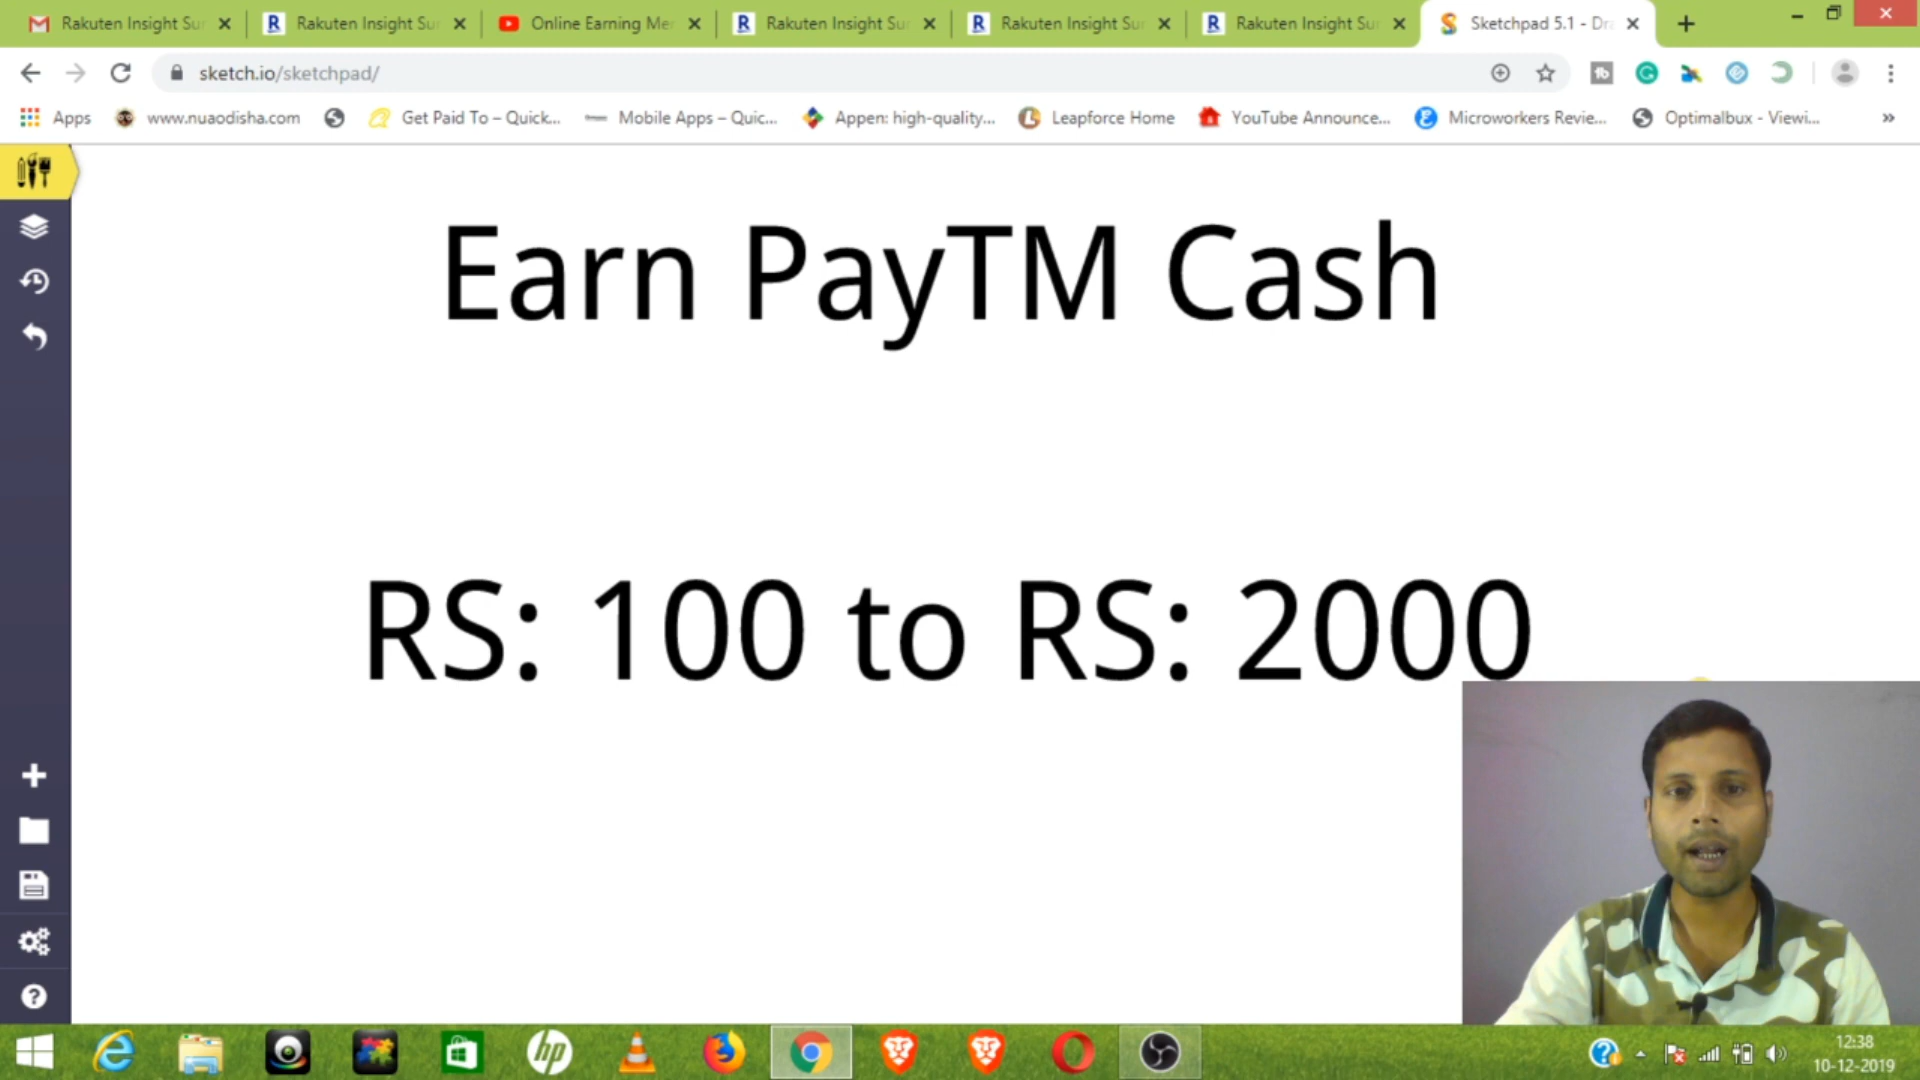 Rakuten Insight Sur
Rakuten Insight Sur
Online Earning Me
Rakuten Insight Su
Rakuten Insight Su
Rakuten Insight Sur
Sketchpad 5.1 - Dr
sketch.io/sketchpad/
Apps
www.nuaodisha.com
Get Paid To – Quick...
Mobile Apps – Quic...
Appen: high-quality...
Leapforce Home
YouTube Announce...
Microworkers Revie...
Optimalbux - Viewi...
»
Earn PayTM Cash
RS: 100 to RS: 2000
12:38
10-12-2019